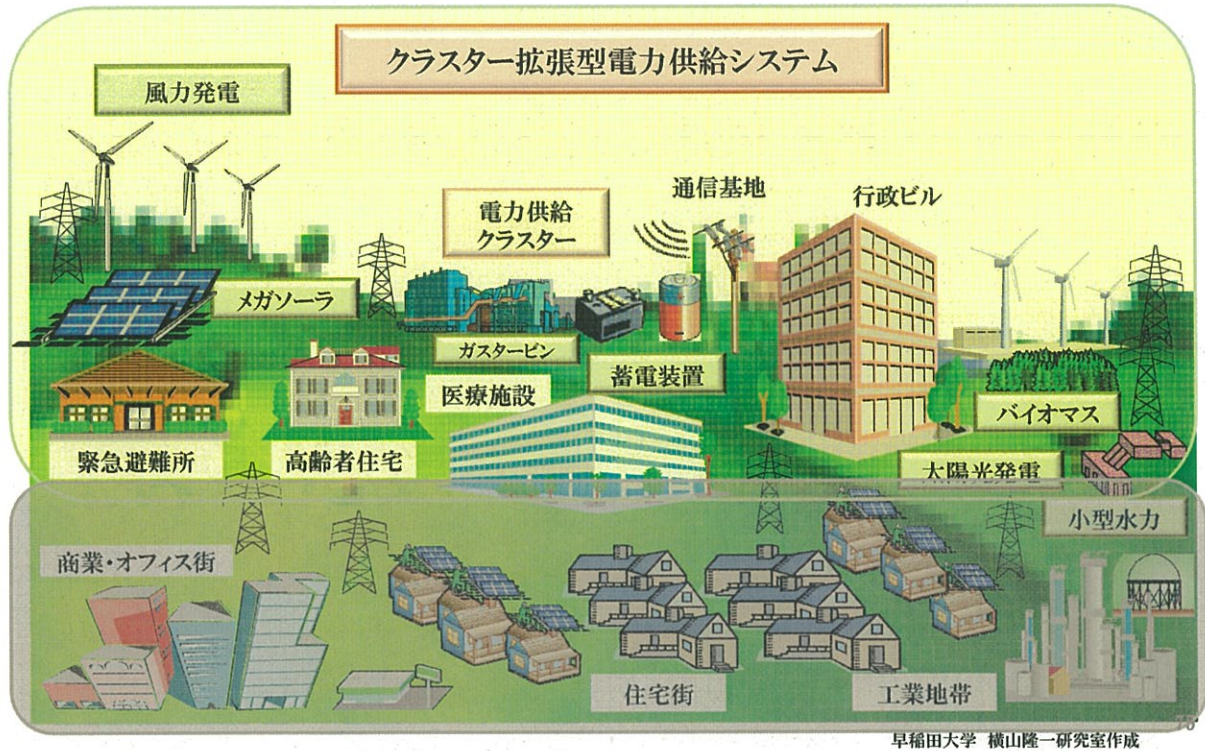 クラスター拡張型電力供給システム
風力発電
通信基地
行政ビル
電力供給
クラスター
メガソーラ
ガスタービン
蓄電装置
医療施設
バイオマス
緊急避難所
高齢者住宅
太陽光発電
小型水力
商業・オフィス街
住宅街
工業地帯
早稲田大学 横山隆一研究室作成